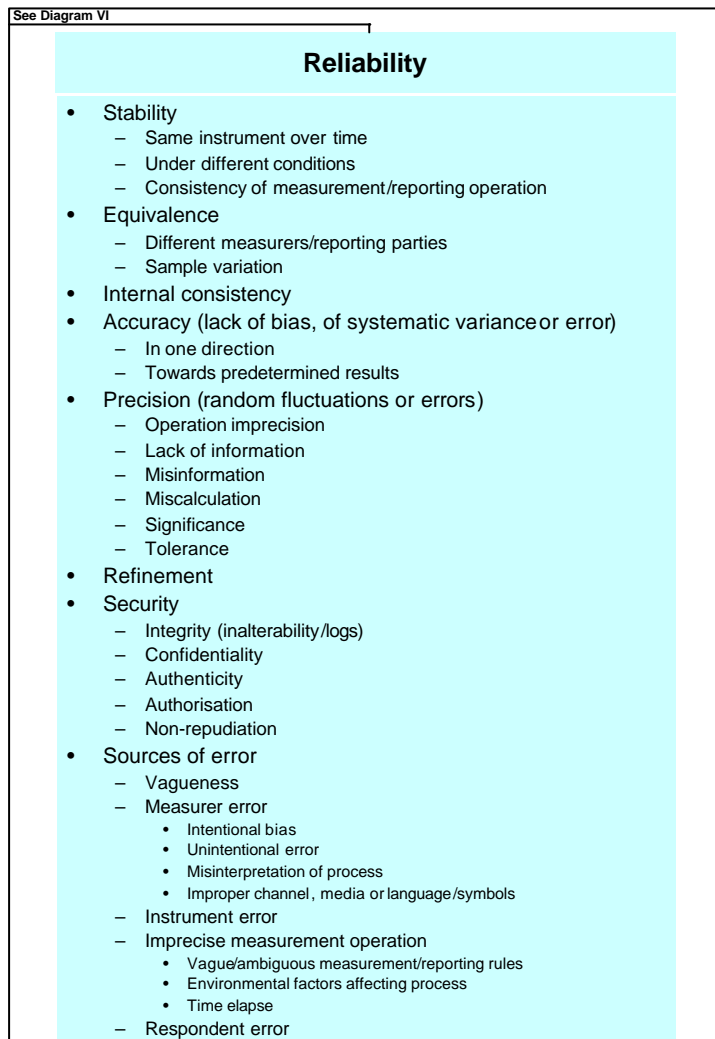 See Diagram VI
Reliability
• Stability
– Same instrument over time
– Under different conditions
– Consistency of measurement/reporting operation
• Equivalence
– Different measurers/reporting parties
– Sample variation
• Internal consistency
• Accuracy (lack of bias, of systematic variance or error)
– In one direction
– Towards predetermined results
• Precision (random fluctuations or errors)
– Operation imprecision
– Lack of information
– Misinformation
– Miscalculation
– Significance
– Tolerance
• Refinement
• Security
– Integrity (inalterability/logs)
– Confidentiality
– Authenticity
– Authorisation
– Non-repudiation
• Sources of error
– Vagueness
– Measurer error
• Intentional bias
• Unintentional error
• Misinterpretation of process
• Improper channel, media or language/symbols
– Instrument error
– Imprecise measurement operation
• Vague/ambiguous measurement/reporting rules
• Environmental factors affecting process
• Time elapse
– Respondent error